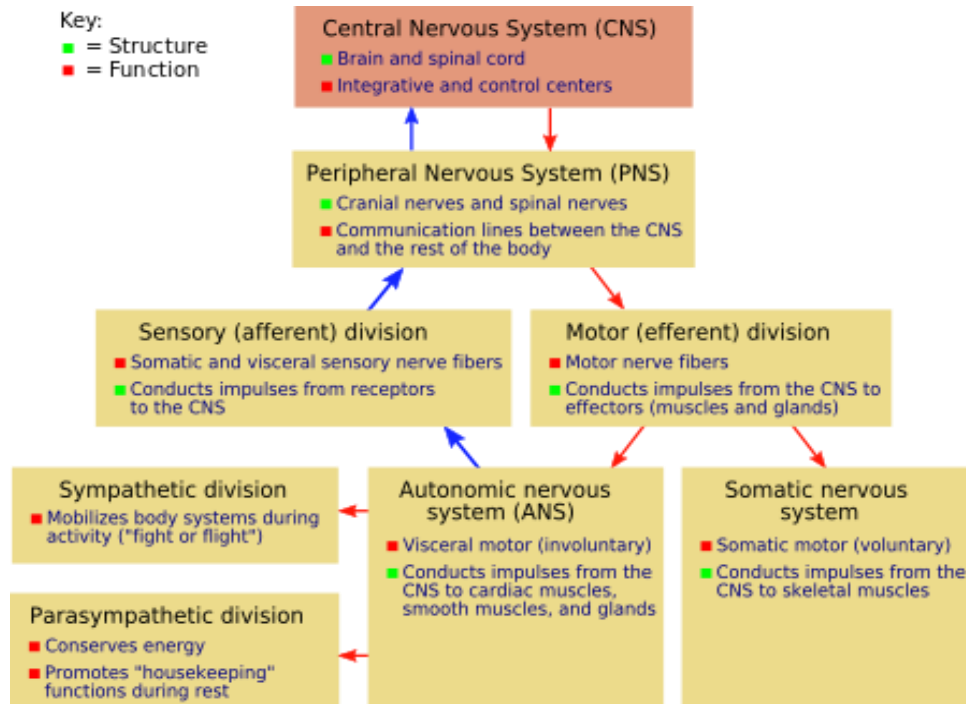 Key:
= Structure
= Function
Central Nervous System (CNS)
Brain and spinal cord
Integrative and control centers
Peripheral Nervous System (PNS)
Cranial nerves and spinal nerves
Communication lines between the CNS
and the rest of the body
Sensory (afferent) division
Somatic and visceral sensory nerve fibers
Conducts impulses from receptors
to the CNS
Motor (efferent) division
Motor nerve fibers
Conducts impulses from the CNS to
effectors (muscles and glands)
Sympathetic division
Mobilizes body systems during
activity ("fight or flight")
Autonomic nervous
system (ANS)
Visceral motor (involuntary)
Conducts impulses from the
CNS to cardiac muscles,
smooth muscles, and glands
Somatic nervous
system
Somatic motor (voluntary)
Conducts impulses from the
CNS to skeletal muscles
Parasympathetic division
Conserves energy
Promotes "housekeeping"
functions during rest